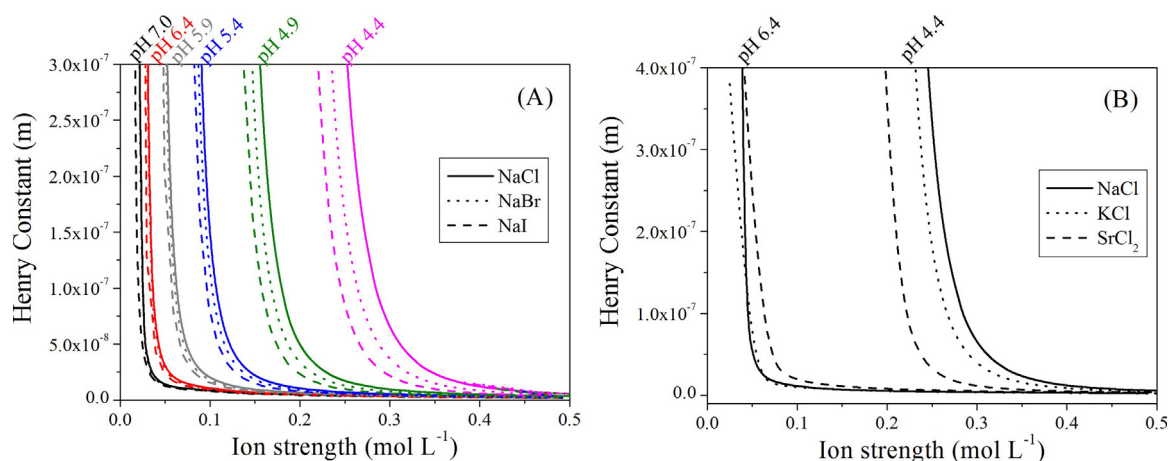 pH 7.0
pH 6.4
pH 5.9
pH 5.4
pH 4.9
pH 4.4
3.0x10⁻⁷
2.5x10⁻⁷
2.0x10⁻⁷
1.5x10⁻⁷
1.0x10⁻⁷
5.0x10⁻⁸
0.0
Henry Constant (m)
(A)
NaCl
NaBr
NaI
0.0 0.1 0.2 0.3 0.4 0.5
Ion strength (mol L⁻¹)
pH 6.4
pH 4.4
4.0x10⁻⁷
3.0x10⁻⁷
2.0x10⁻⁷
1.0x10⁻⁷
0.0
Henry Constant (m)
(B)
NaCl
KCl
SrCl₂
0.0 0.1 0.2 0.3 0.4 0.5
Ion strength (mol L⁻¹)